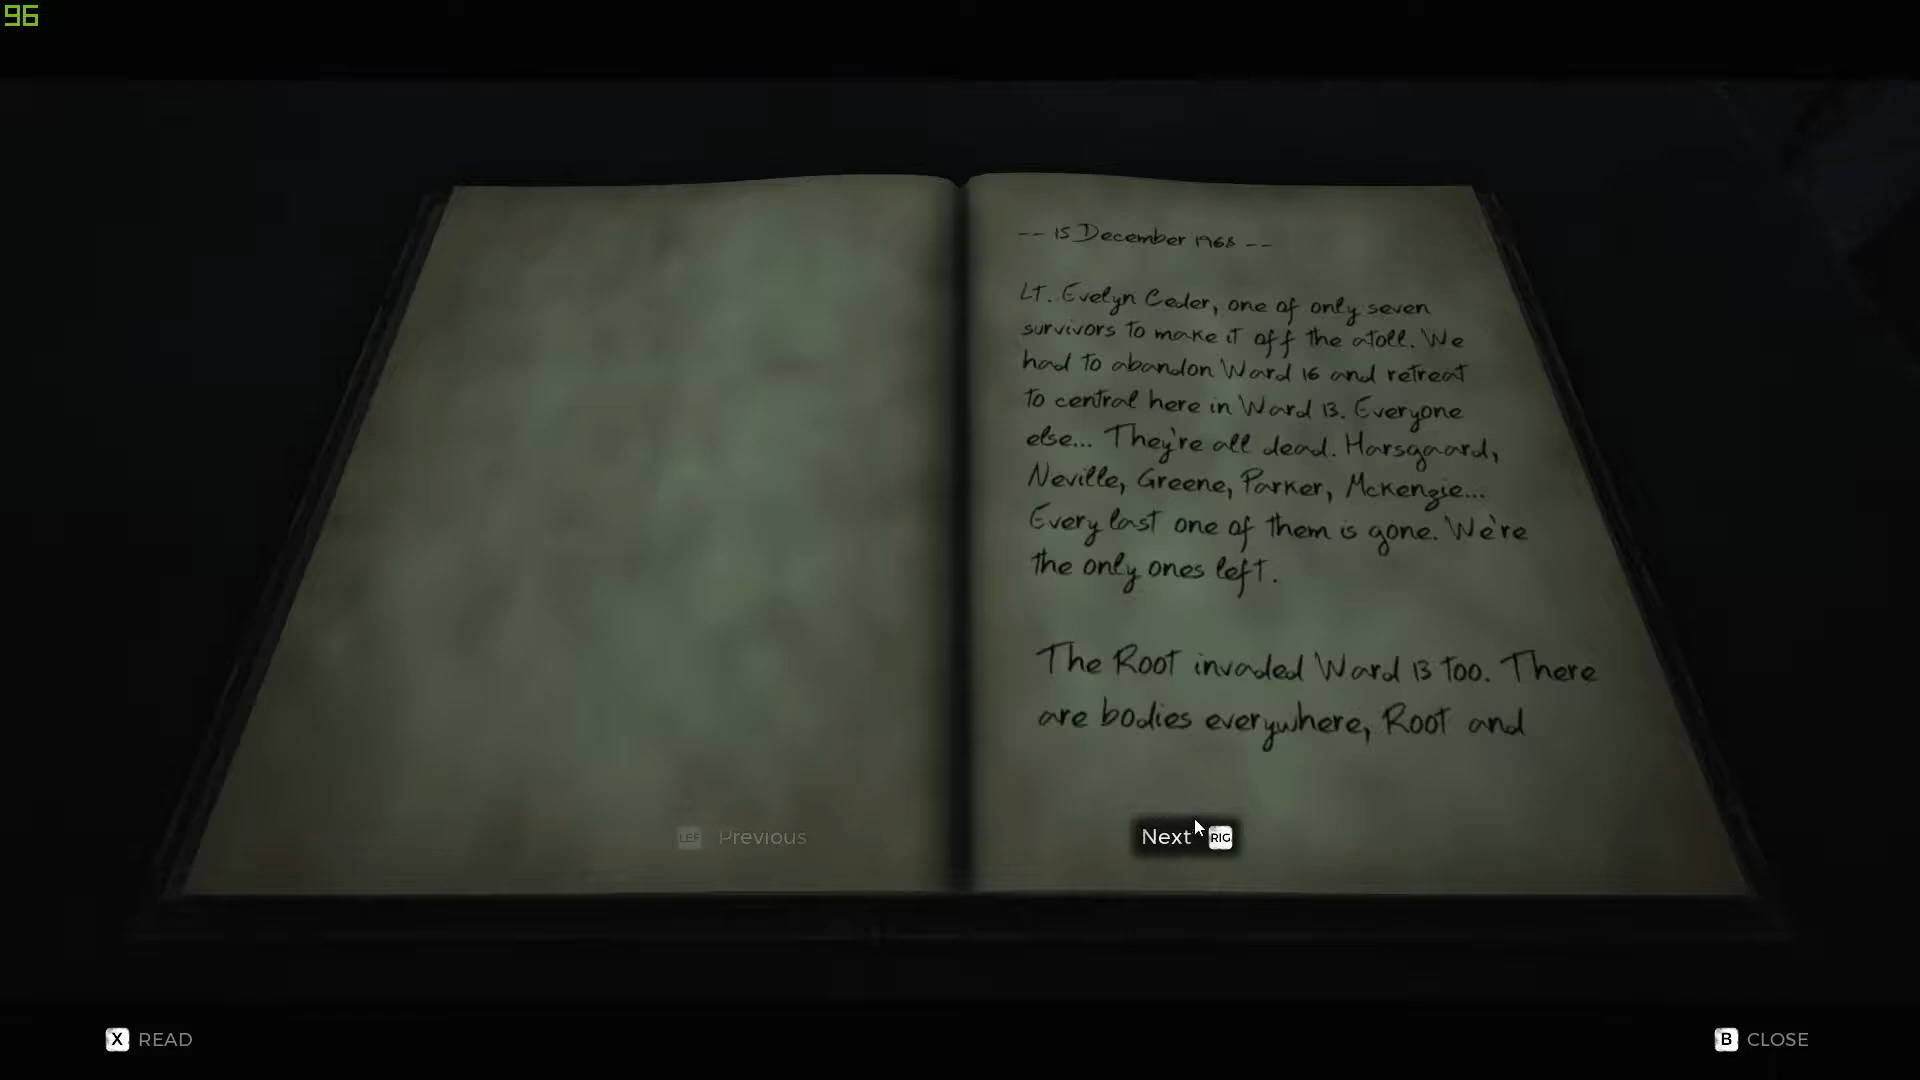 96
-- 15 December 1968 --
Lt. Evelyn Ceder, one of only seven
survivors to make it off the atoll. We
had to abandon Ward 16 and retreat
to central here in Ward 13. Everyone
else... They're all dead. Harsgaard,
Neville, Greene, Parker, McKenzie...
Every last one of them is gone. We're
the only ones left.
The Root invaded Ward 13 too. There
are bodies everywhere, Root and
LEF Previous
Next RIG
X READ
B CLOSE